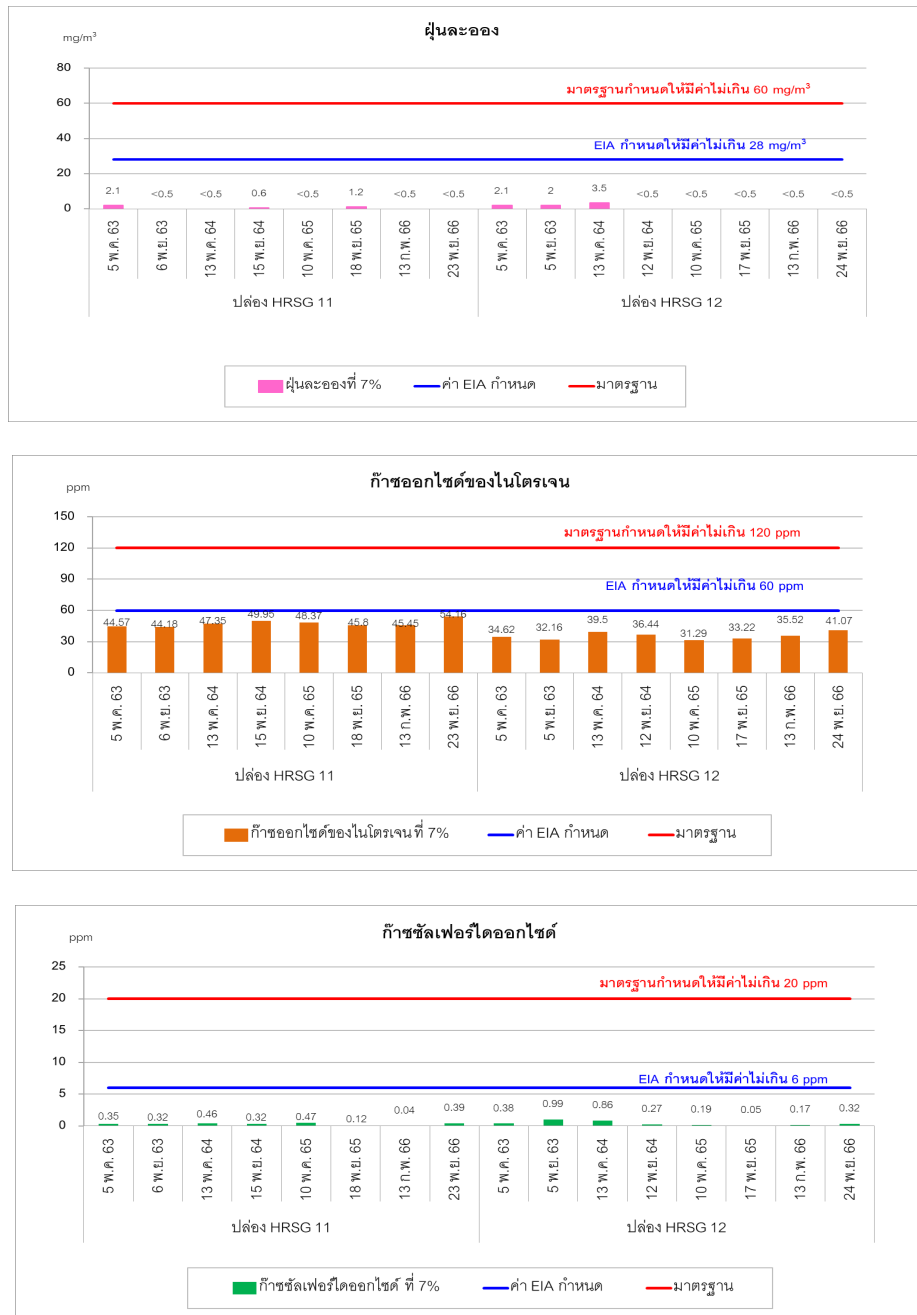 ฝุ่นละออง
mg/m³
80
60
40
20
0
มาตรฐานกำหนดให้มีค่าไม่เกิน 60 mg/m³
EIA กำหนดให้มีค่าไม่เกิน 28 mg/m³
2.1 <0.5 <0.5 0.6 <0.5 1.2 <0.5 <0.5 2.1 2 3.5 <0.5 <0.5 <0.5 <0.5 <0.5
5 พ.ค. 63 6 พ.ย. 63 13 พ.ค. 64 15 พ.ย. 64 10 พ.ค. 65 18 พ.ย. 65 13 ก.พ. 66 23 พ.ย. 66 5 พ.ค. 63 5 พ.ย. 63 13 พ.ค. 64 12 พ.ย. 64 10 พ.ค. 65 17 พ.ย. 65 13 ก.พ. 66 24 พ.ย. 66
ปล่อง HRSG 11 ปล่อง HRSG 12
ฝุ่นละอองที่ 7% ค่า EIA กำหนด มาตรฐาน
ก๊าซออกไซด์ของไนโตรเจน
ppm
150
120
90
60
30
0
มาตรฐานกำหนดให้มีค่าไม่เกิน 120 ppm
EIA กำหนดให้มีค่าไม่เกิน 60 ppm
44.57 44.18 47.35 49.95 48.37 45.8 45.45 54.16 34.62 32.16 39.5 36.44 31.29 33.22 35.52 41.07
5 พ.ค. 63 6 พ.ย. 63 13 พ.ค. 64 15 พ.ย. 64 10 พ.ค. 65 18 พ.ย. 65 13 ก.พ. 66 23 พ.ย. 66 5 พ.ค. 63 5 พ.ย. 63 13 พ.ค. 64 12 พ.ย. 64 10 พ.ค. 65 17 พ.ย. 65 13 ก.พ. 66 24 พ.ย. 66
ปล่อง HRSG 11 ปล่อง HRSG 12
ก๊าซออกไซด์ของไนโตรเจน ที่ 7% ค่า EIA กำหนด มาตรฐาน
ก๊าซซัลเฟอร์ไดออกไซด์
ppm
25
20
15
10
5
0
มาตรฐานกำหนดให้มีค่าไม่เกิน 20 ppm
EIA กำหนดให้มีค่าไม่เกิน 6 ppm
0.35 0.32 0.46 0.32 0.47 0.12 0.04 0.39 0.38 0.99 0.86 0.27 0.19 0.05 0.17 0.32
5 พ.ค. 63 6 พ.ย. 63 13 พ.ค. 64 15 พ.ย. 64 10 พ.ค. 65 18 พ.ย. 65 13 ก.พ. 66 23 พ.ย. 66 5 พ.ค. 63 5 พ.ย. 63 13 พ.ค. 64 12 พ.ย. 64 10 พ.ค. 65 17 พ.ย. 65 13 ก.พ. 66 24 พ.ย. 66
ปล่อง HRSG 11 ปล่อง HRSG 12
ก๊าซซัลเฟอร์ไดออกไซด์ ที่ 7% ค่า EIA กำหนด มาตรฐาน